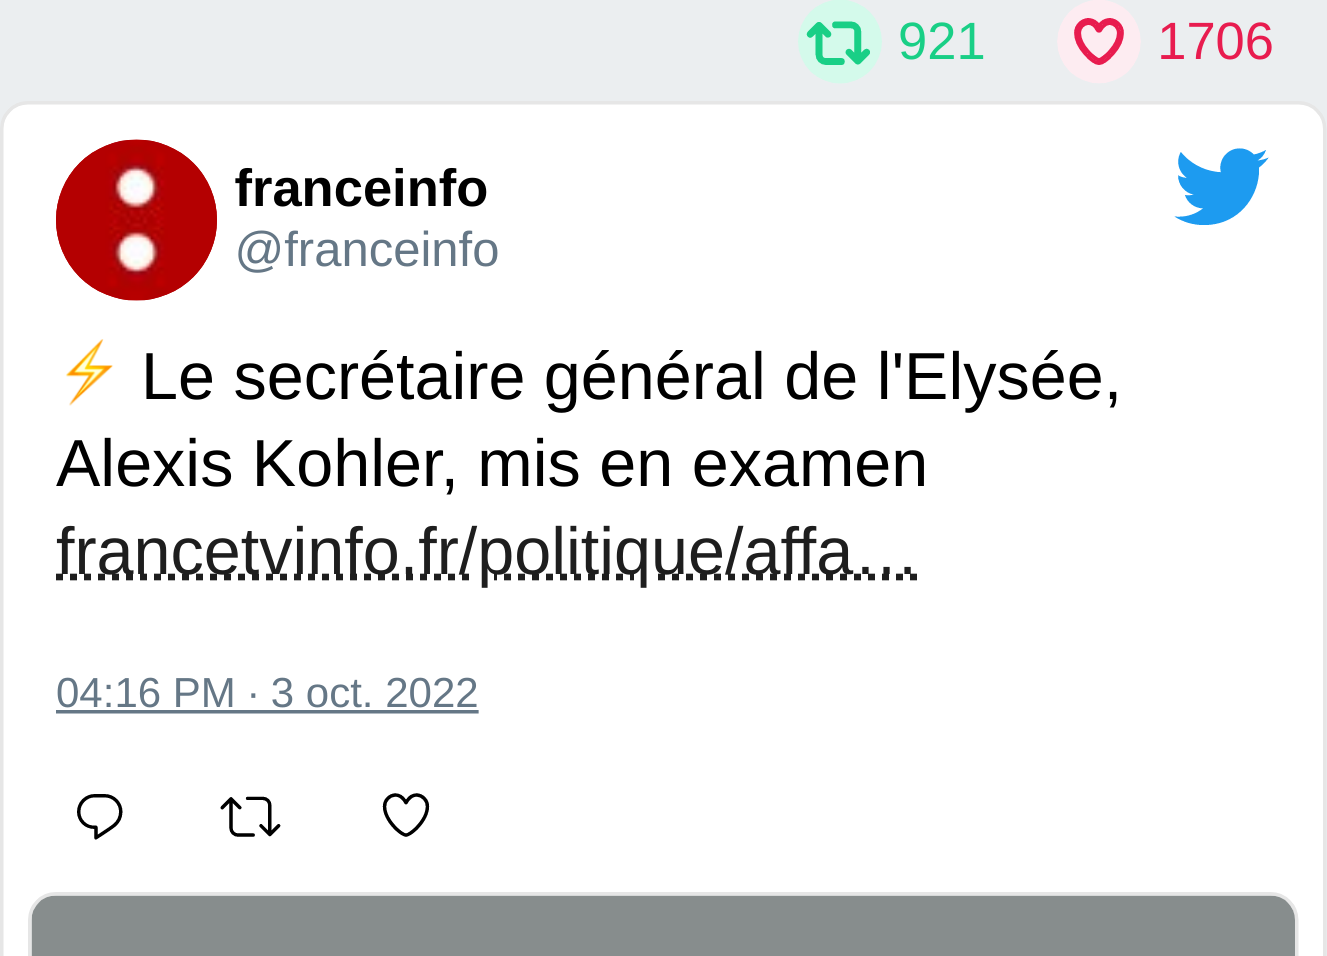 921 1706
franceinfo
@franceinfo
⚡ Le secrétaire général de l'Elysée,
Alexis Kohler, mis en examen
francetvinfo.fr/politique/affa...
04:16 PM · 3 oct. 2022